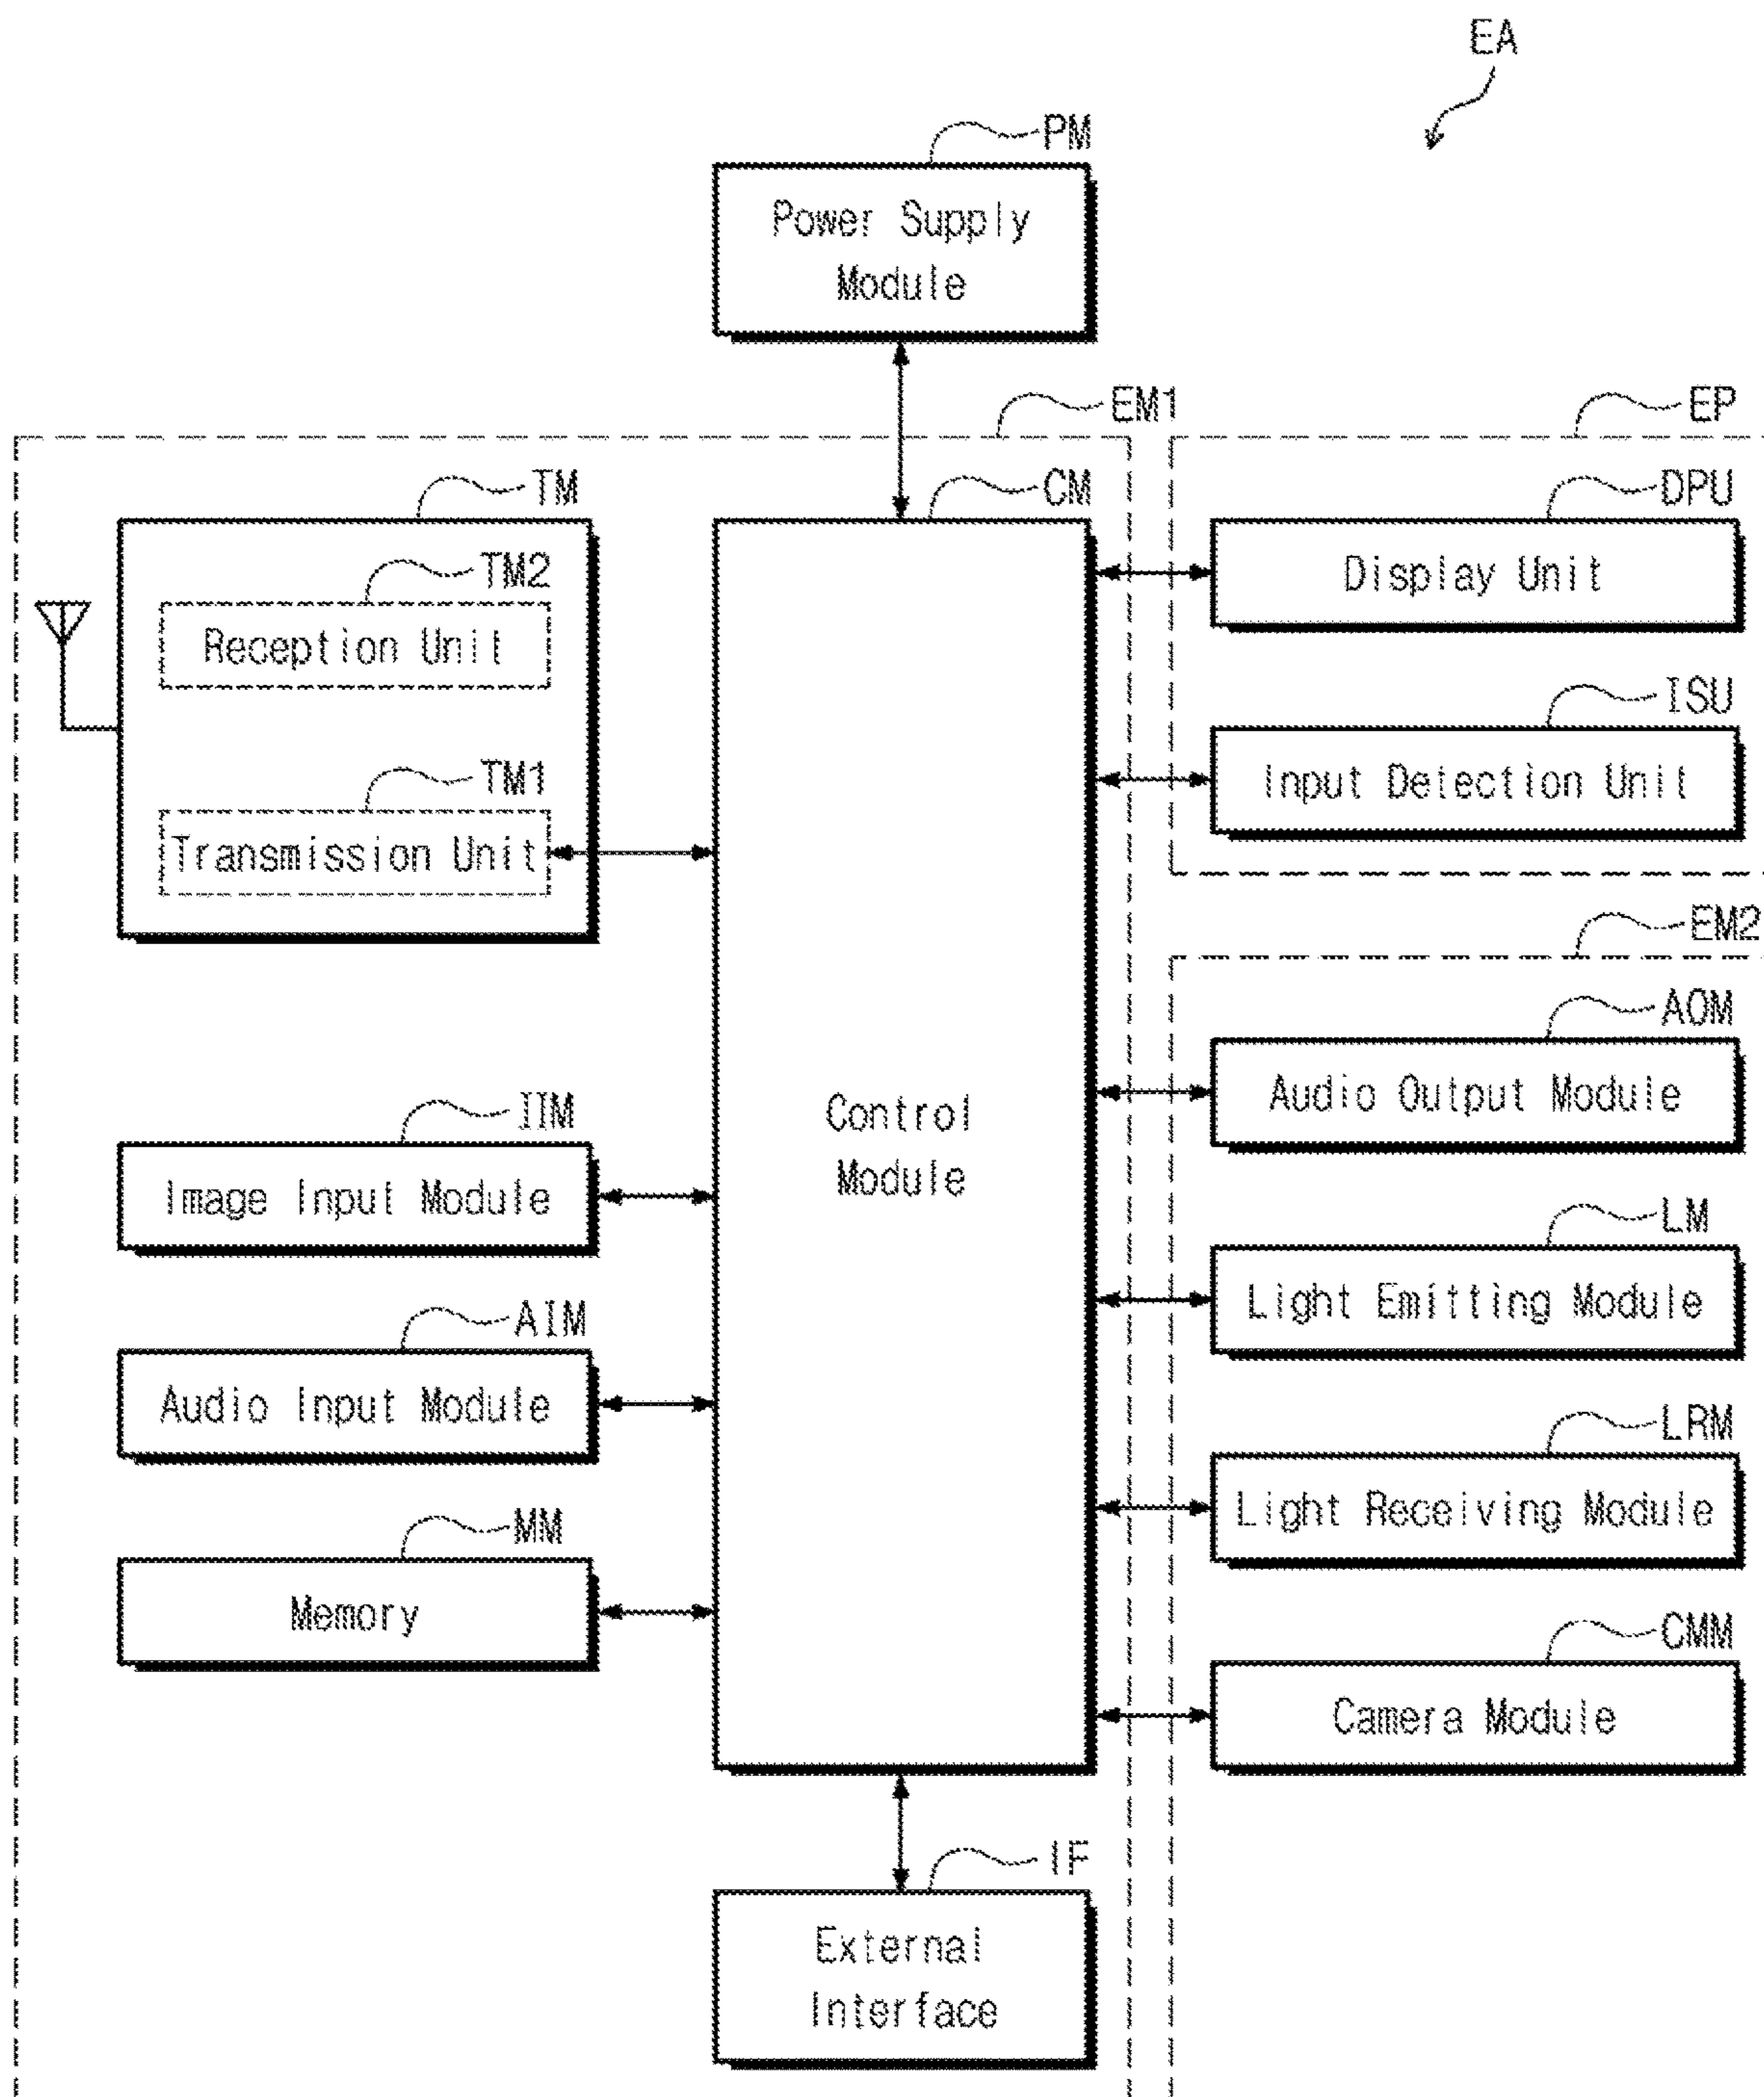 EA
PM
Power Supply
Module
EM1
EP
TM
CM
DPU
TM2
Reception Unit
Display Unit
ISU
TM1
Transmission Unit
Input Detection Unit
EM2
AOM
Audio Output Module
IIM
Image Input Module
Control
Module
LM
Light Emitting Module
AIM
Audio Input Module
LRM
Light Receiving Module
MM
Memory
CMM
Camera Module
IF
External
Interface